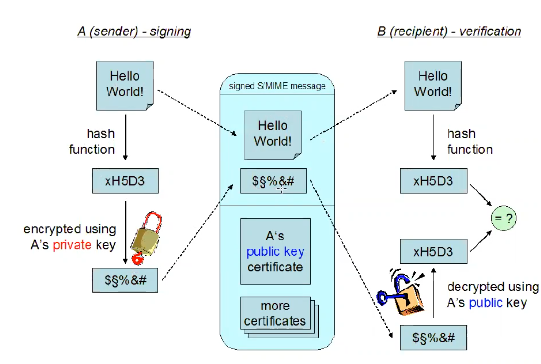 A (sender) - signing
Hello
World!
hash
function
xH5D3
encrypted using
A's private key
$§%&#
signed S/MIME message
Hello
World!
$§%&#
A's
public key
certificate
more
certificates
B (recipient) - verification
Hello
World!
hash
function
xH5D3
= ?
xH5D3
decrypted using
A's public key
$§%&#